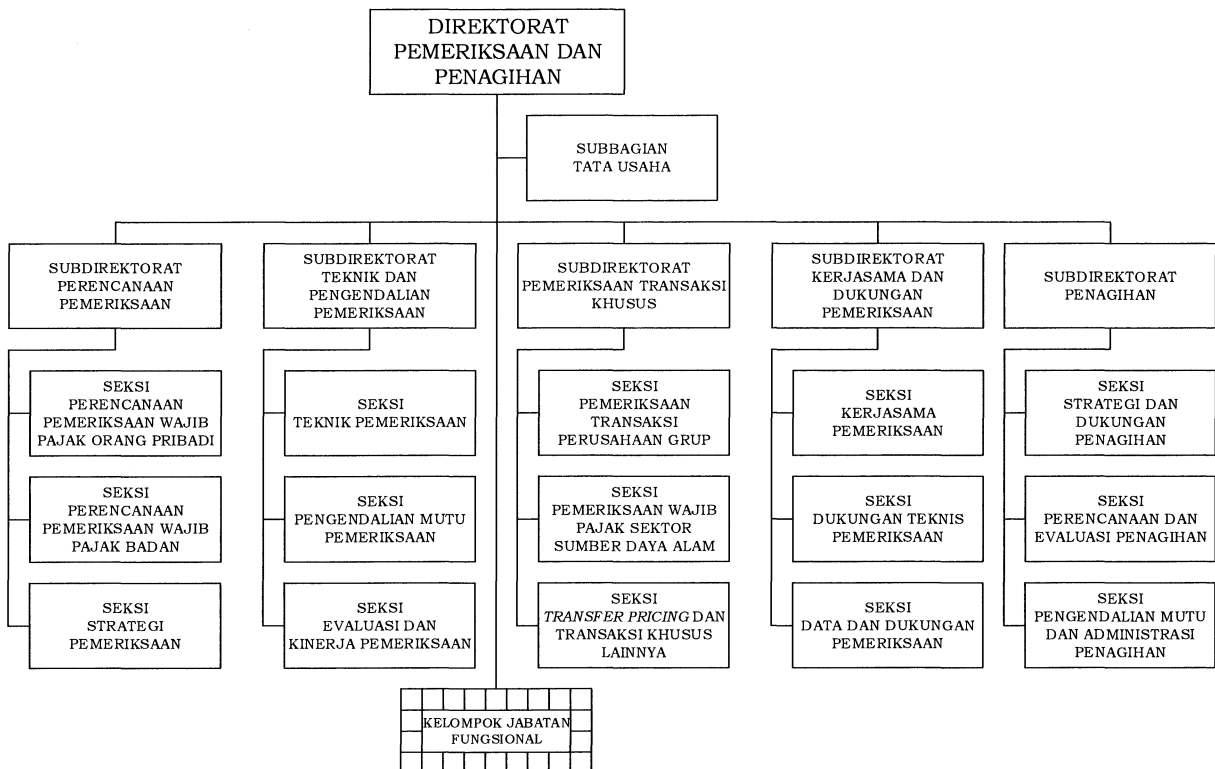 DIREKTORAT
PEMERIKSAAN DAN
PENAGIHAN
SUBBAGIAN
TATA USAHA
SUBDIREKTORAT
PERENCANAAN
PEMERIKSAAN
SUBDIREKTORAT
TEKNIK DAN
PENGENDALIAN
PEMERIKSAAN
SUBDIREKTORAT
PEMERIKSAAN TRANSAKSI
KHUSUS
SUBDIREKTORAT
KERJASAMA DAN
DUKUNGAN
PEMERIKSAAN
SUBDIREKTORAT
PENAGIHAN
SEKSI
PERENCANAAN
PEMERIKSAAN WAJIB
PAJAK ORANG PRIBADI
SEKSI
TEKNIK PEMERIKSAAN
SEKSI
PEMERIKSAAN
TRANSAKSI
PERUSAHAAN GRUP
SEKSI
KERJASAMA
PEMERIKSAAN
SEKSI
STRATEGI DAN
DUKUNGAN
PENAGIHAN
SEKSI
PERENCANAAN
PEMERIKSAAN WAJIB
PAJAK BADAN
SEKSI
PENGENDALIAN MUTU
PEMERIKSAAN
SEKSI
PEMERIKSAAN WAJIB
PAJAK SEKTOR
SUMBER DAYA ALAM
SEKSI
DUKUNGAN TEKNIS
PEMERIKSAAN
SEKSI
PERENCANAAN DAN
EVALUASI PENAGIHAN
SEKSI
STRATEGI
PEMERIKSAAN
SEKSI
EVALUASI DAN
KINERJA PEMERIKSAAN
SEKSI
TRANSFER PRICING DAN
TRANSAKSI KHUSUS
LAINNYA
SEKSI
DATA DAN DUKUNGAN
PEMERIKSAAN
SEKSI
PENGENDALIAN MUTU
DAN ADMINISTRASI
PENAGIHAN
KELOMPOK JABATAN
FUNGSIONAL